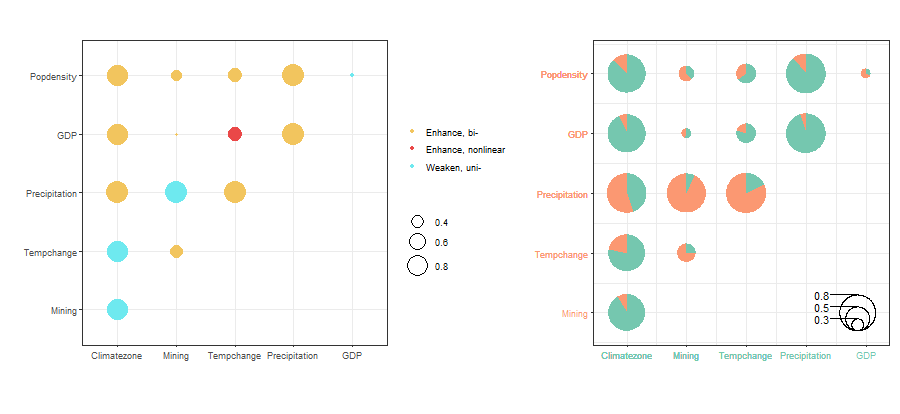 Popdensity
GDP
Precipitation
Tempchange
Mining
Climatezone Mining Tempchange Precipitation GDP
Enhance, bi-
Enhance, nonlinear
Weaken, uni-
0.4
0.6
0.8
Popdensity
GDP
Precipitation
Tempchange
Mining
0.8
0.5
0.3
Climatezone Mining Tempchange Precipitation GDP